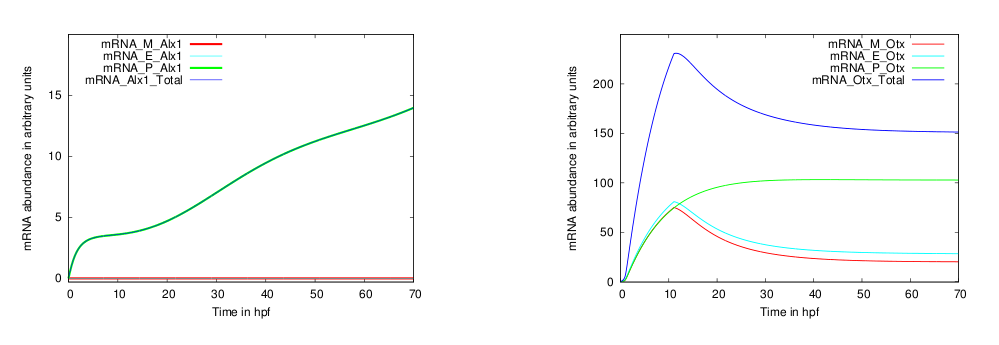 mRNA abundance in arbitrary units
mRNA_M_Alx1
mRNA_E_Alx1
mRNA_P_Alx1
mRNA_Alx1_Total
15
10
5
0
0 10 20 30 40 50 60 70
Time in hpf
mRNA abundance in arbitrary units
mRNA_M_Otx
mRNA_E_Otx
mRNA_P_Otx
mRNA_Otx_Total
200
150
100
50
0
0 10 20 30 40 50 60 70
Time in hpf